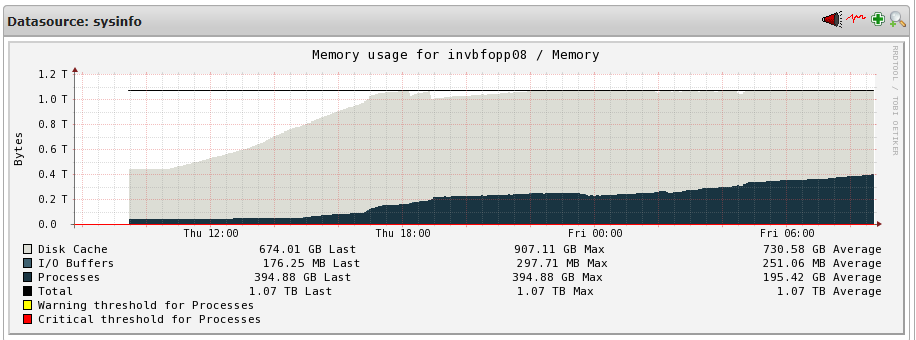 Datasource: sysinfo
Memory usage for invbfopp08 / Memory
RRDTOOL / TOBI OETIKER
Bytes
1.2 T
1.0 T
0.8 T
0.6 T
0.4 T
0.2 T
0.0
Thu 12:00 Thu 18:00 Fri 00:00 Fri 06:00
Disk Cache 674.01 GB Last 907.11 GB Max 730.58 GB Average
I/O Buffers 176.25 MB Last 297.71 MB Max 251.06 MB Average
Processes 394.88 GB Last 394.88 GB Max 195.42 GB Average
Total 1.07 TB Last 1.07 TB Max 1.07 TB Average
Warning threshold for Processes
Critical threshold for Processes